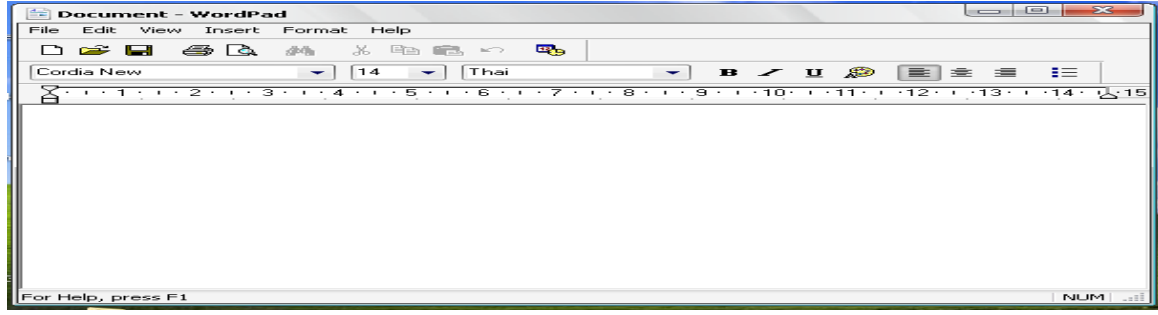 Document - WordPad
File Edit View Insert Format Help
Cordia New 14 Thai B U
1 2 3 4 5 6 7 8 9 10 11 12 13 14 15
For Help, press F1 NUM